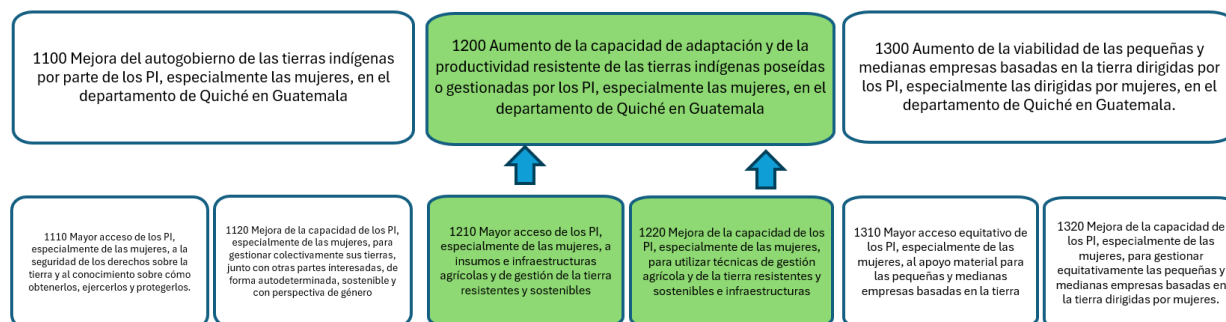 1100 Mejora del autogobierno de las tierras indígenas
por parte de los PI, especialmente las mujeres, en el
departamento de Quiché en Guatemala
1200 Aumento de la capacidad de adaptación y de la
productividad resistente de las tierras indígenas poseídas
o gestionadas por los PI, especialmente las mujeres, en el
departamento de Quiché en Guatemala
1300 Aumento de la viabilidad de las pequeñas y
medianas empresas basadas en la tierra dirigidas por
los PI, especialmente las dirigidas por mujeres, en el
departamento de Quiché en Guatemala.
1110 Mayor acceso de los PI,
especialmente de las mujeres, a la
seguridad de los derechos sobre la
tierra y al conocimiento sobre cómo
obtenerlos, ejercerlos y protegerlos.
1120 Mejora de la capacidad de los PI,
especialmente de las mujeres, para
gestionar colectivamente sus tierras,
junto con otras partes interesadas, de
forma autodeterminada, sostenible y
con perspectiva de género
1210 Mayor acceso de los PI,
especialmente de las mujeres, a
insumos e infraestructuras
agrícolas y de gestión de la tierra
resistentes y sostenibles
1220 Mejora de la capacidad de los
PI, especialmente de las mujeres,
para utilizar técnicas de gestión
agrícola y de la tierra resistentes y
sostenibles e infraestructuras
1310 Mayor acceso equitativo de
los PI, especialmente de las
mujeres, al apoyo material para
las pequeñas y medianas
empresas basadas en la tierra
1320 Mejora de la capacidad de
los PI, especialmente de las
mujeres, para gestionar
equitativamente las pequeñas y
medianas empresas basadas en
la tierra dirigidas por mujeres.